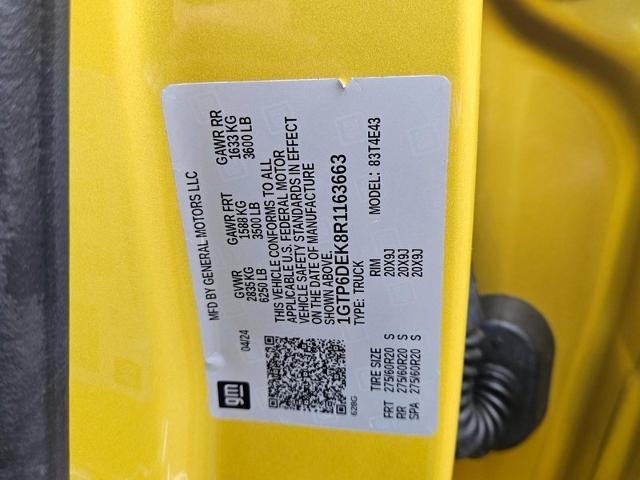 MFD BY GENERAL MOTORS LLC
04/24 GVWR GAWR FRT GAWR RR
2835 KG 1588 KG 1633 KG
6250 LB 3500 LB 3600 LB
THIS VEHICLE CONFORMS TO ALL
APPLICABLE U.S. FEDERAL MOTOR
VEHICLE SAFETY STANDARDS IN EFFECT
ON THE DATE OF MANUFACTURE
SHOWN ABOVE.
1GTP6DEK8R1163663
TYPE: TRUCK MODEL: 83T4E43
gm
628G
TIRE SIZE RIM
FRT 275/60R20 S 20X9J
RR 275/60R20 S 20X9J
SPA 275/60R20 S 20X9J